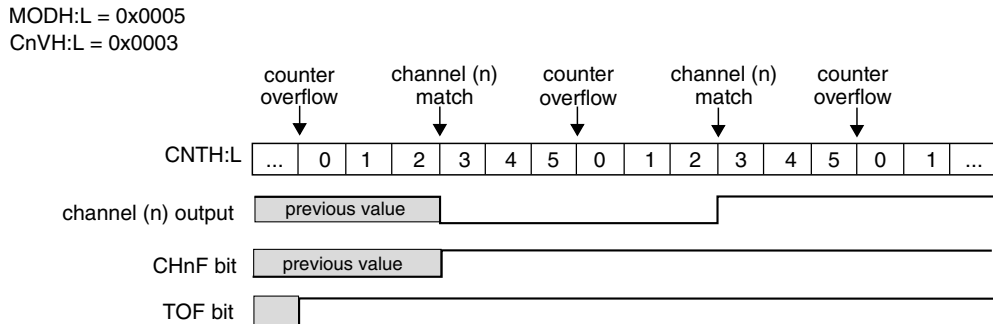 MODH:L = 0x0005
CnVH:L = 0x0003
counter overflow
channel (n) match
counter overflow
channel (n) match
counter overflow
CNTH:L ... 0 1 2 3 4 5 0 1 2 3 4 5 0 1 ...
channel (n) output previous value
CHnF bit previous value
TOF bit